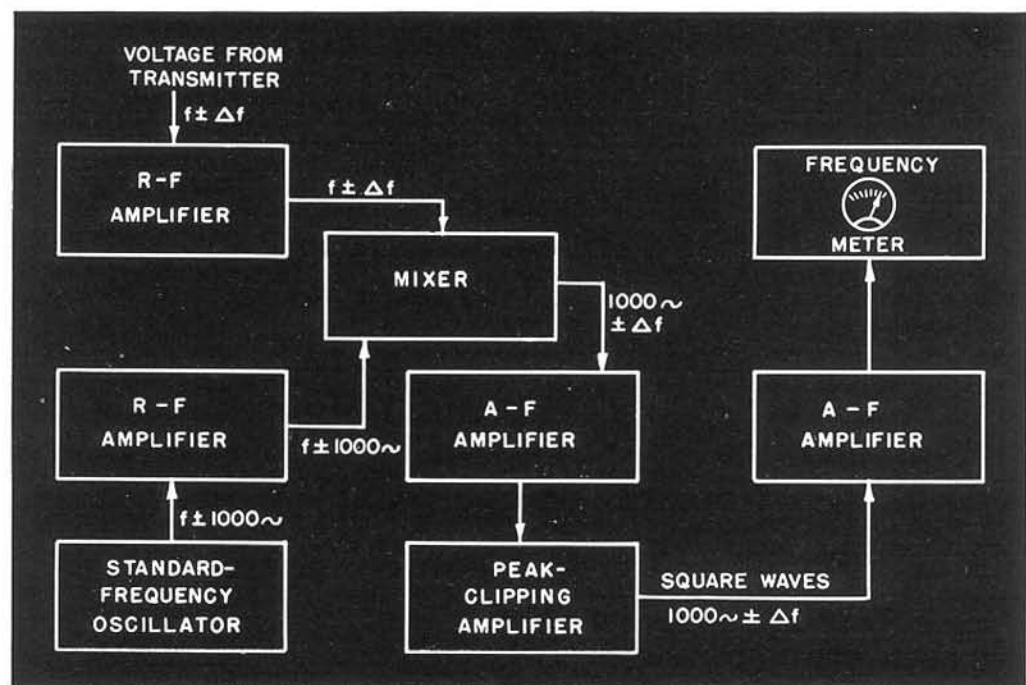 VOLTAGE FROM
TRANSMITTER
f ± Δf
R-F
AMPLIFIER
f ± Δf
MIXER
1000~
± Δf
FREQUENCY
METER
R-F
AMPLIFIER
f±1000~
A-F
AMPLIFIER
A-F
AMPLIFIER
f±1000~
STANDARD-
FREQUENCY
OSCILLATOR
PEAK-
CLIPPING
AMPLIFIER
SQUARE WAVES
1000~ ± Δf